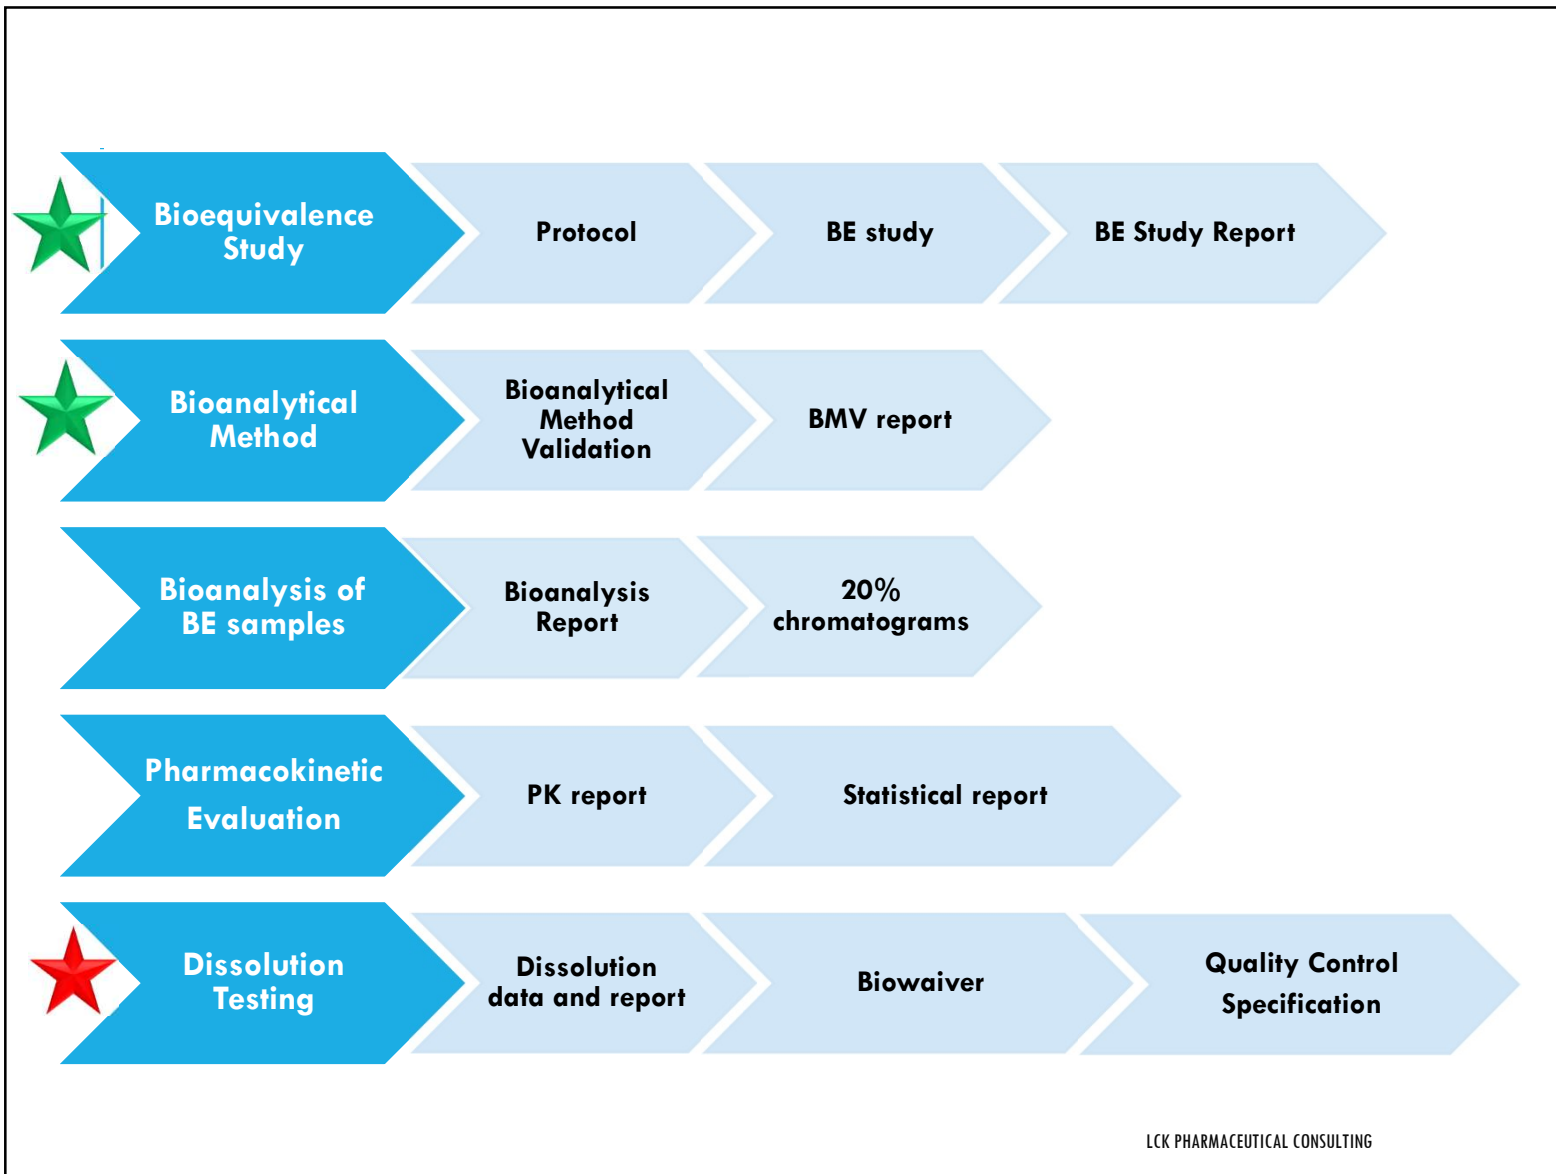 Bioequivalence
Study
Protocol
BE study
BE Study Report
Bioanalytical
Method
Bioanalytical
Method
Validation
BMV report
Bioanalysis of
BE samples
Bioanalysis
Report
20%
chromatograms
Pharmacokinetic
Evaluation
PK report
Statistical report
Dissolution
Testing
Dissolution
data and report
Biowaiver
Quality Control
Specification
LCK PHARMACEUTICAL CONSULTING